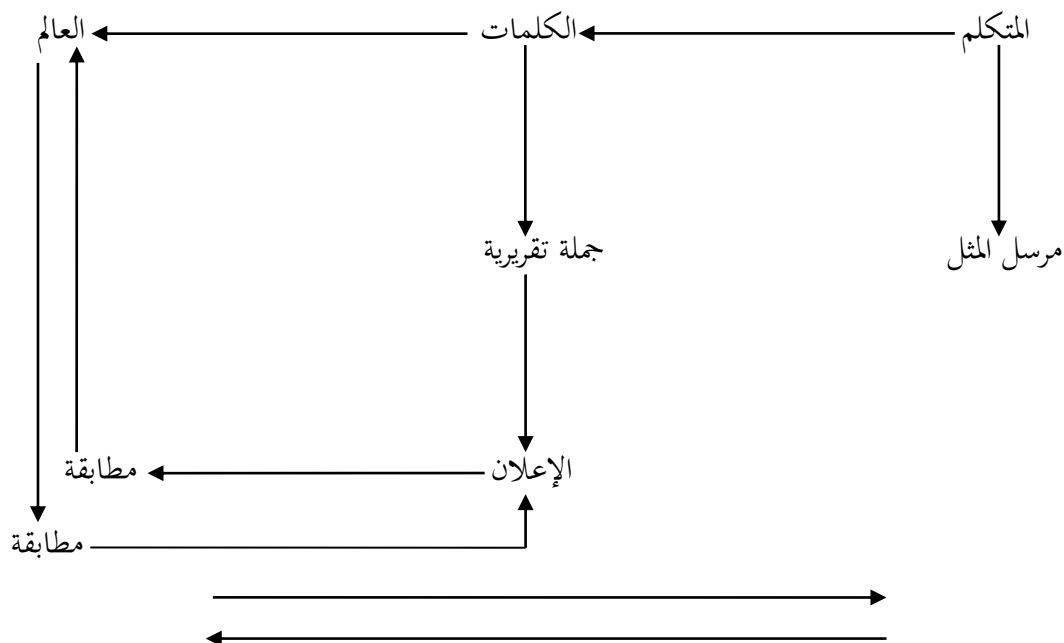 المتكلم الكلمات العالم
مرسل المثل جملة تقريرية
الإعلان مطابقة
مطابقة